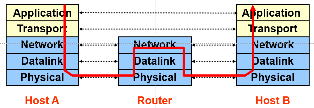 Application Application
Transport Transport
Network Network Network
Datalink Datalink Datalink
Physical Physical Physical
Host A Router Host B